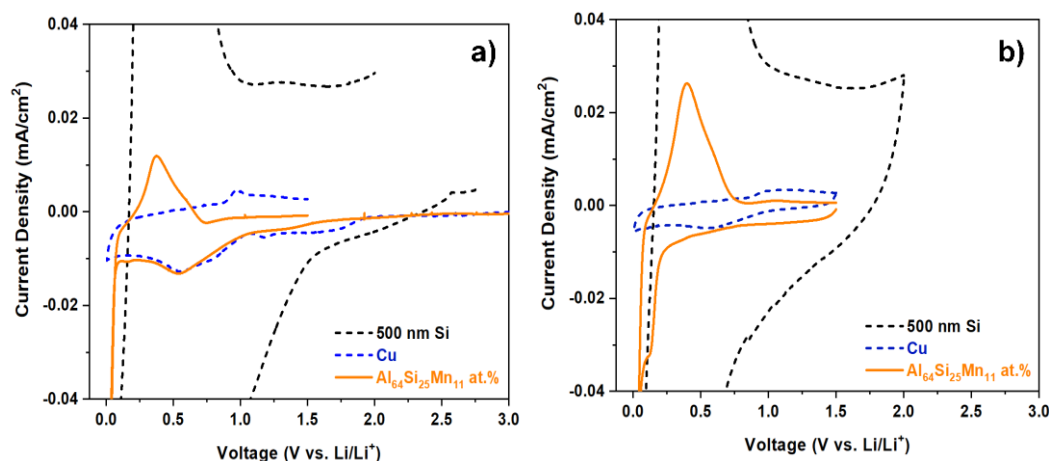 a)
0.04
0.02
0.00
-0.02
-0.04
Current Density (mA/cm²)
500 nm Si
Cu
Al₆₄Si₂₅Mn₁₁ at.%
0.0 0.5 1.0 1.5 2.0 2.5 3.0
Voltage (V vs. Li/Li⁺)
b)
0.04
0.02
0.00
-0.02
-0.04
Current Density (mA/cm²)
500 nm Si
Cu
Al₆₄Si₂₅Mn₁₁ at.%
0.0 0.5 1.0 1.5 2.0 2.5 3.0
Voltage (V vs. Li/Li⁺)